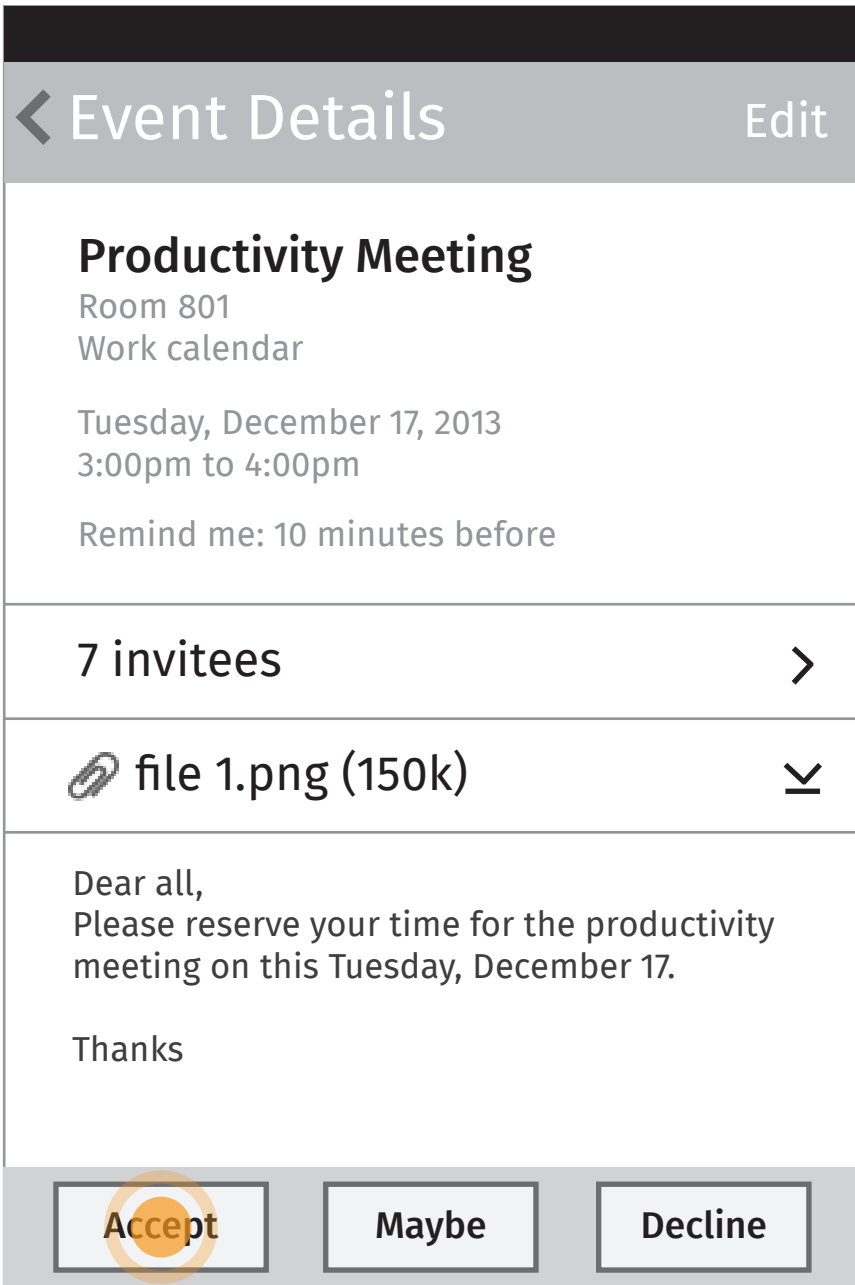 Event Details
Edit
Productivity Meeting
Room 801
Work calendar
Tuesday, December 17, 2013
3:00pm to 4:00pm
Remind me: 10 minutes before
7 invitees
file 1.png (150k)
Dear all,
Please reserve your time for the productivity
meeting on this Tuesday, December 17.
Thanks
Accept
Maybe
Decline